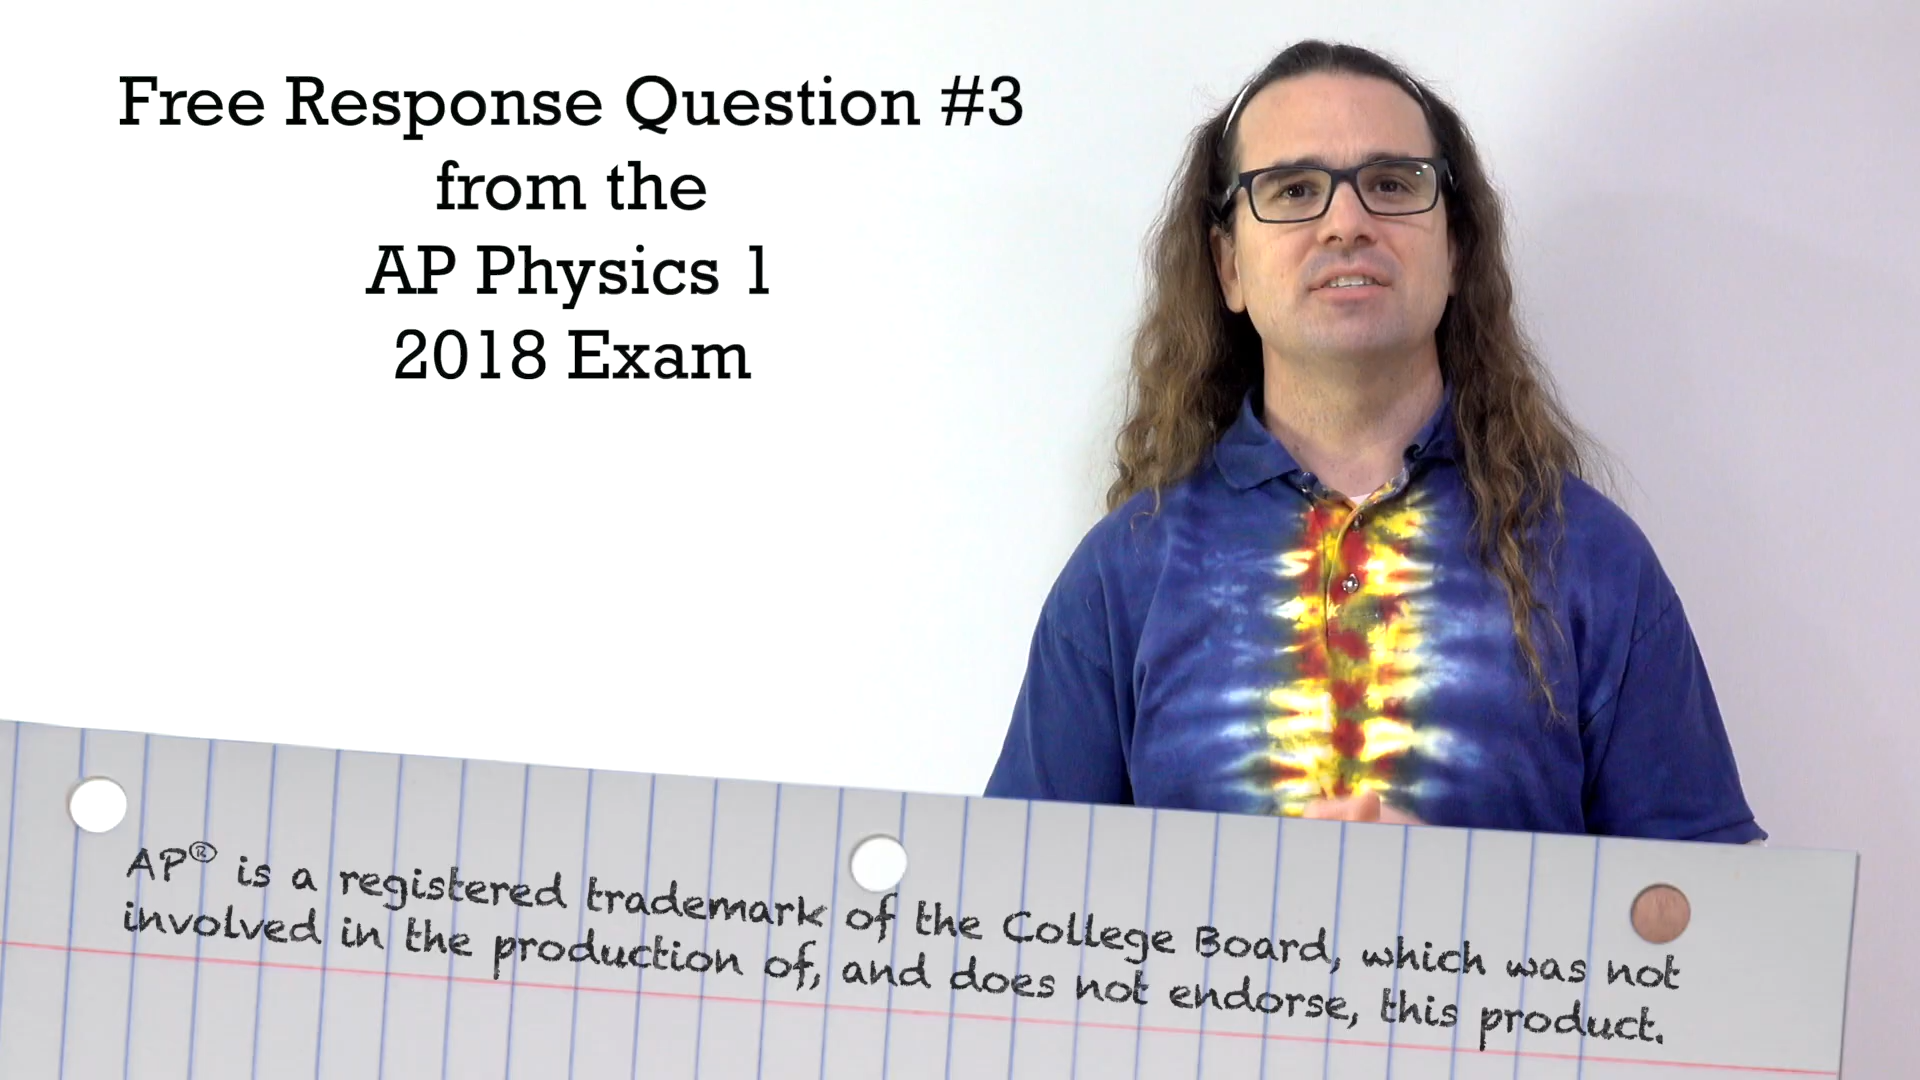 Free Response Question #3
from the
AP Physics 1
2018 Exam
AP® is a registered trademark of the College Board, which was not
involved in the production of, and does not endorse, this product.